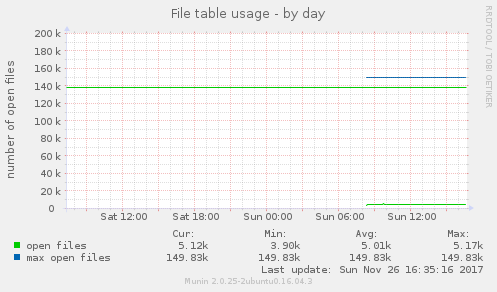 File table usage - by day
RRDTOOL / TOBI OETIKER
number of open files
200 k
180 k
160 k
140 k
120 k
100 k
80 k
60 k
40 k
20 k
0
Sat 12:00 Sat 18:00 Sun 00:00 Sun 06:00 Sun 12:00
Cur: Min: Avg: Max:
open files 5.12k 3.90k 5.01k 5.17k
max open files 149.83k 149.83k 149.83k 149.83k
Last update: Sun Nov 26 16:35:16 2017
Munin 2.0.25-2ubuntu0.16.04.3